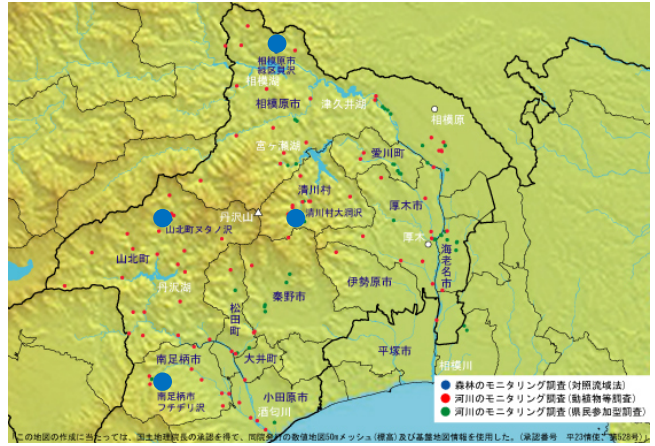 相模原市
緑区貝沢
相模湖
相模原市
津久井湖
相模原
宮ヶ瀬湖
愛川町
清川村
丹沢山
山北町ヌタノ沢
清川村大洞沢
厚木市
厚木
海老名市
山北町
丹沢湖
伊勢原市
秦野市
松田町
南足柄市
大井町
平塚市
相模川
南足柄市
フチヂリ沢
小田原市
酒匂川
森林のモニタリング調査(対照流域法)
河川のモニタリング調査(動植物等調査)
河川のモニタリング調査(県民参加型調査)
この図の作成に当たっては、国土地理院長の承認を得て、同院発行の数値地図50mメッシュ(標高)及び基盤地図情報を使用した。(承認番号 平23情使、第528号)